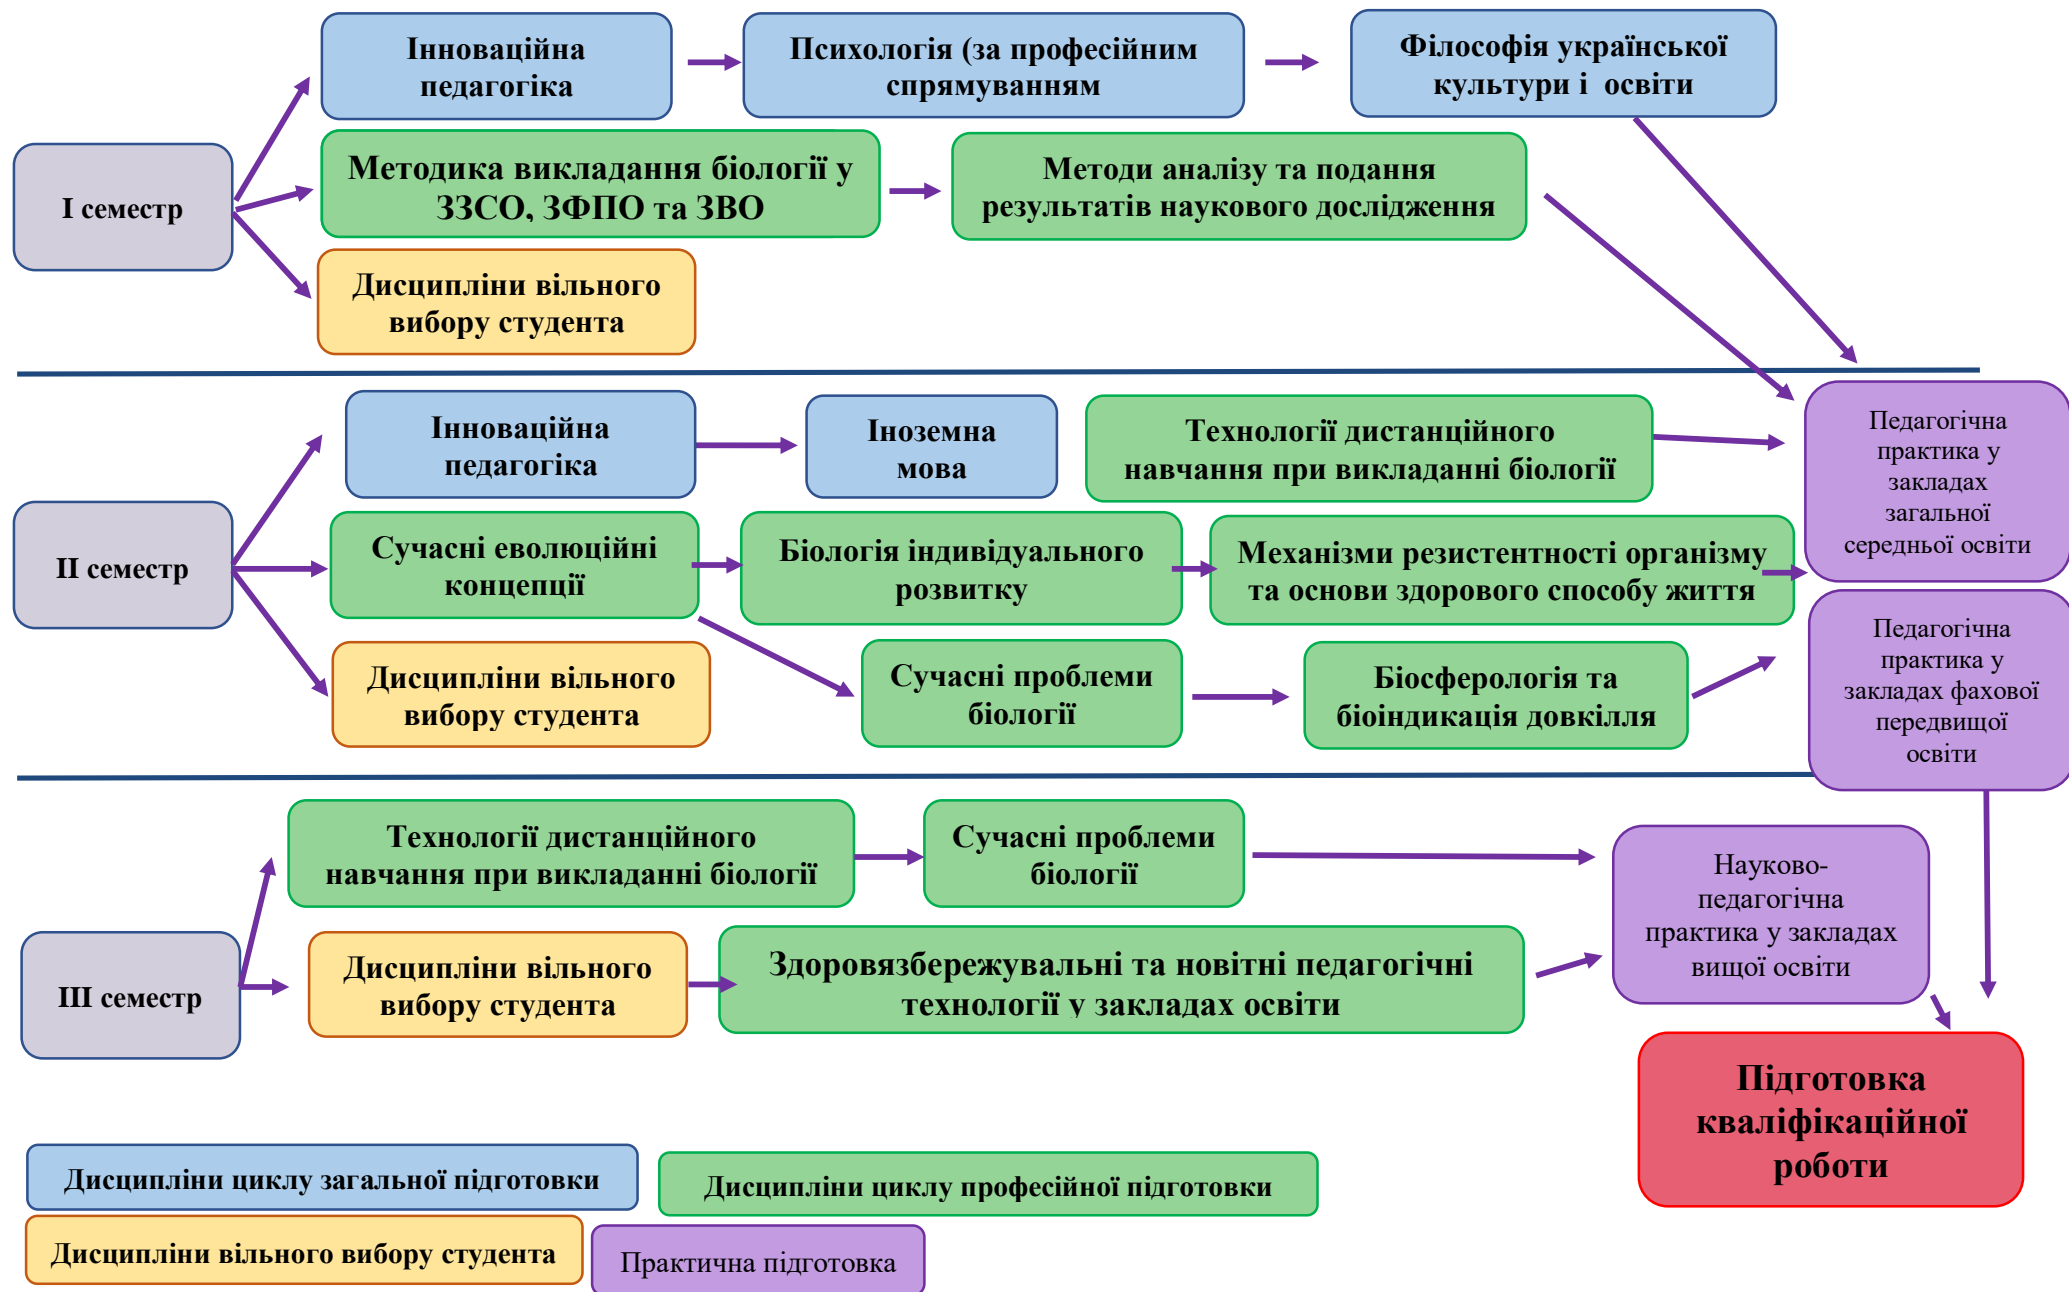 Інноваційна
педагогіка
Психологія (за професійним
спрямуванням
Філософія української
культури і освіти
І семестр
Методика викладання біології у
ЗЗСО, ЗФПО та ЗВО
Методи аналізу та подання
результатів наукового дослідження
Дисципліни вільного
вибору студента
Інноваційна
педагогіка
Іноземна
мова
Технології дистанційного
навчання при викладанні біології
Педагогічна
практика у
закладах
загальної
середньої освіти
ІІ семестр
Сучасні еволюційні
концепції
Біологія індивідуального
розвитку
Механізми резистентності організму
та основи здорового способу життя
Дисципліни вільного
вибору студента
Сучасні проблеми
біології
Біосферологія та
біоіндикація довкілля
Педагогічна
практика у
закладах фахової
передвищої
освіти
Технології дистанційного
навчання при викладанні біології
Сучасні проблеми
біології
Науково-
педагогічна
практика у закладах
вищої освіти
ІІІ семестр
Дисципліни вільного
вибору студента
Здоровязбережувальні та новітні педагогічні
технології у закладах освіти
Підготовка
кваліфікаційної
роботи
Дисципліни циклу загальної підготовки
Дисципліни циклу професійної підготовки
Дисципліни вільного вибору студента
Практична підготовка